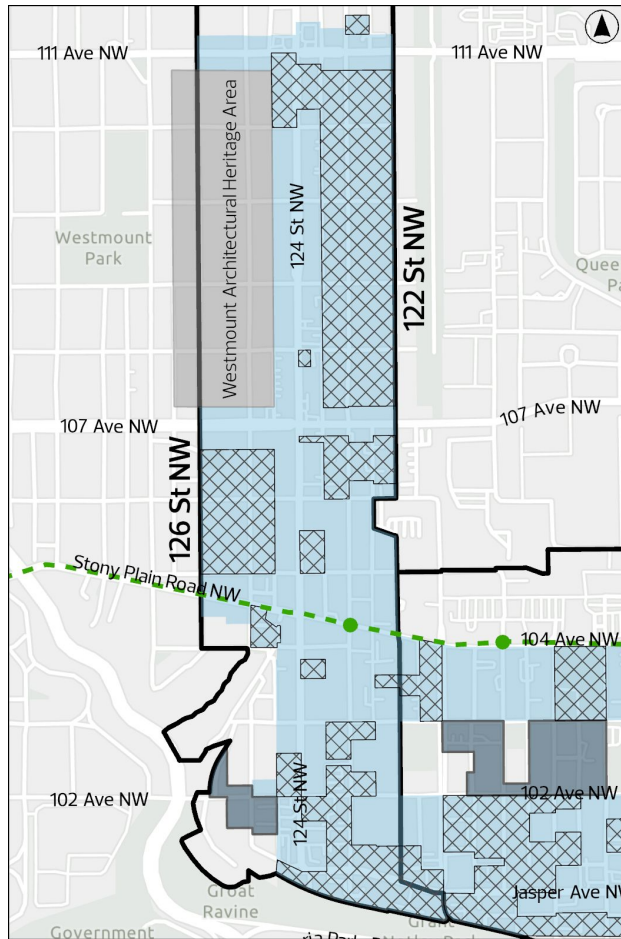 111 Ave NW
111 Ave NW
Westmount Architectural Heritage Area
124 St NW
122 St NW
Westmount
Park
107 Ave NW
107 Ave NW
126 St NW
Stony Plain Road NW
104 Ave NW
102 Ave NW
124 St NW
102 Ave NW
Jasper Ave NW
Groat
Ravine
Government